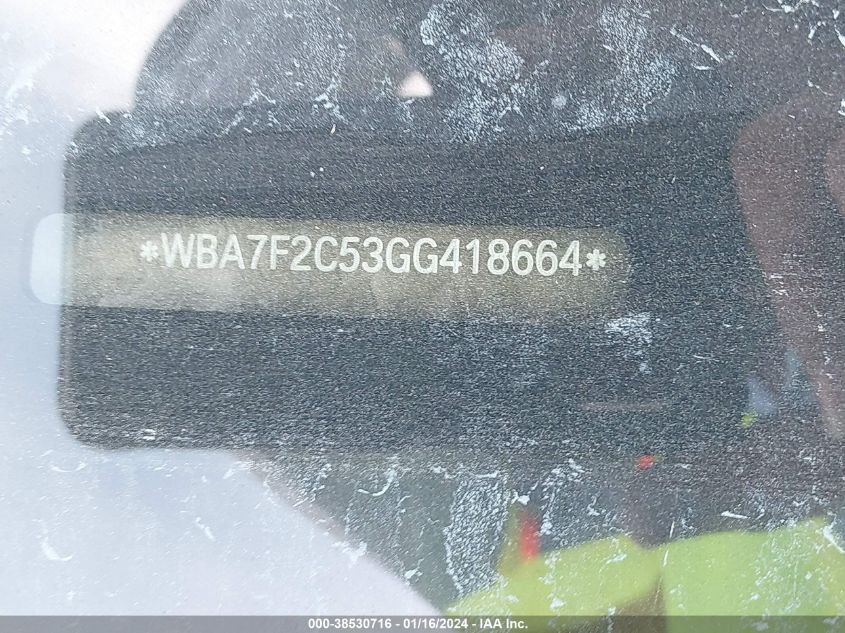 *WBA7F2C53GG418664*
000-38530716 - 01/16/2024 - IAA Inc.